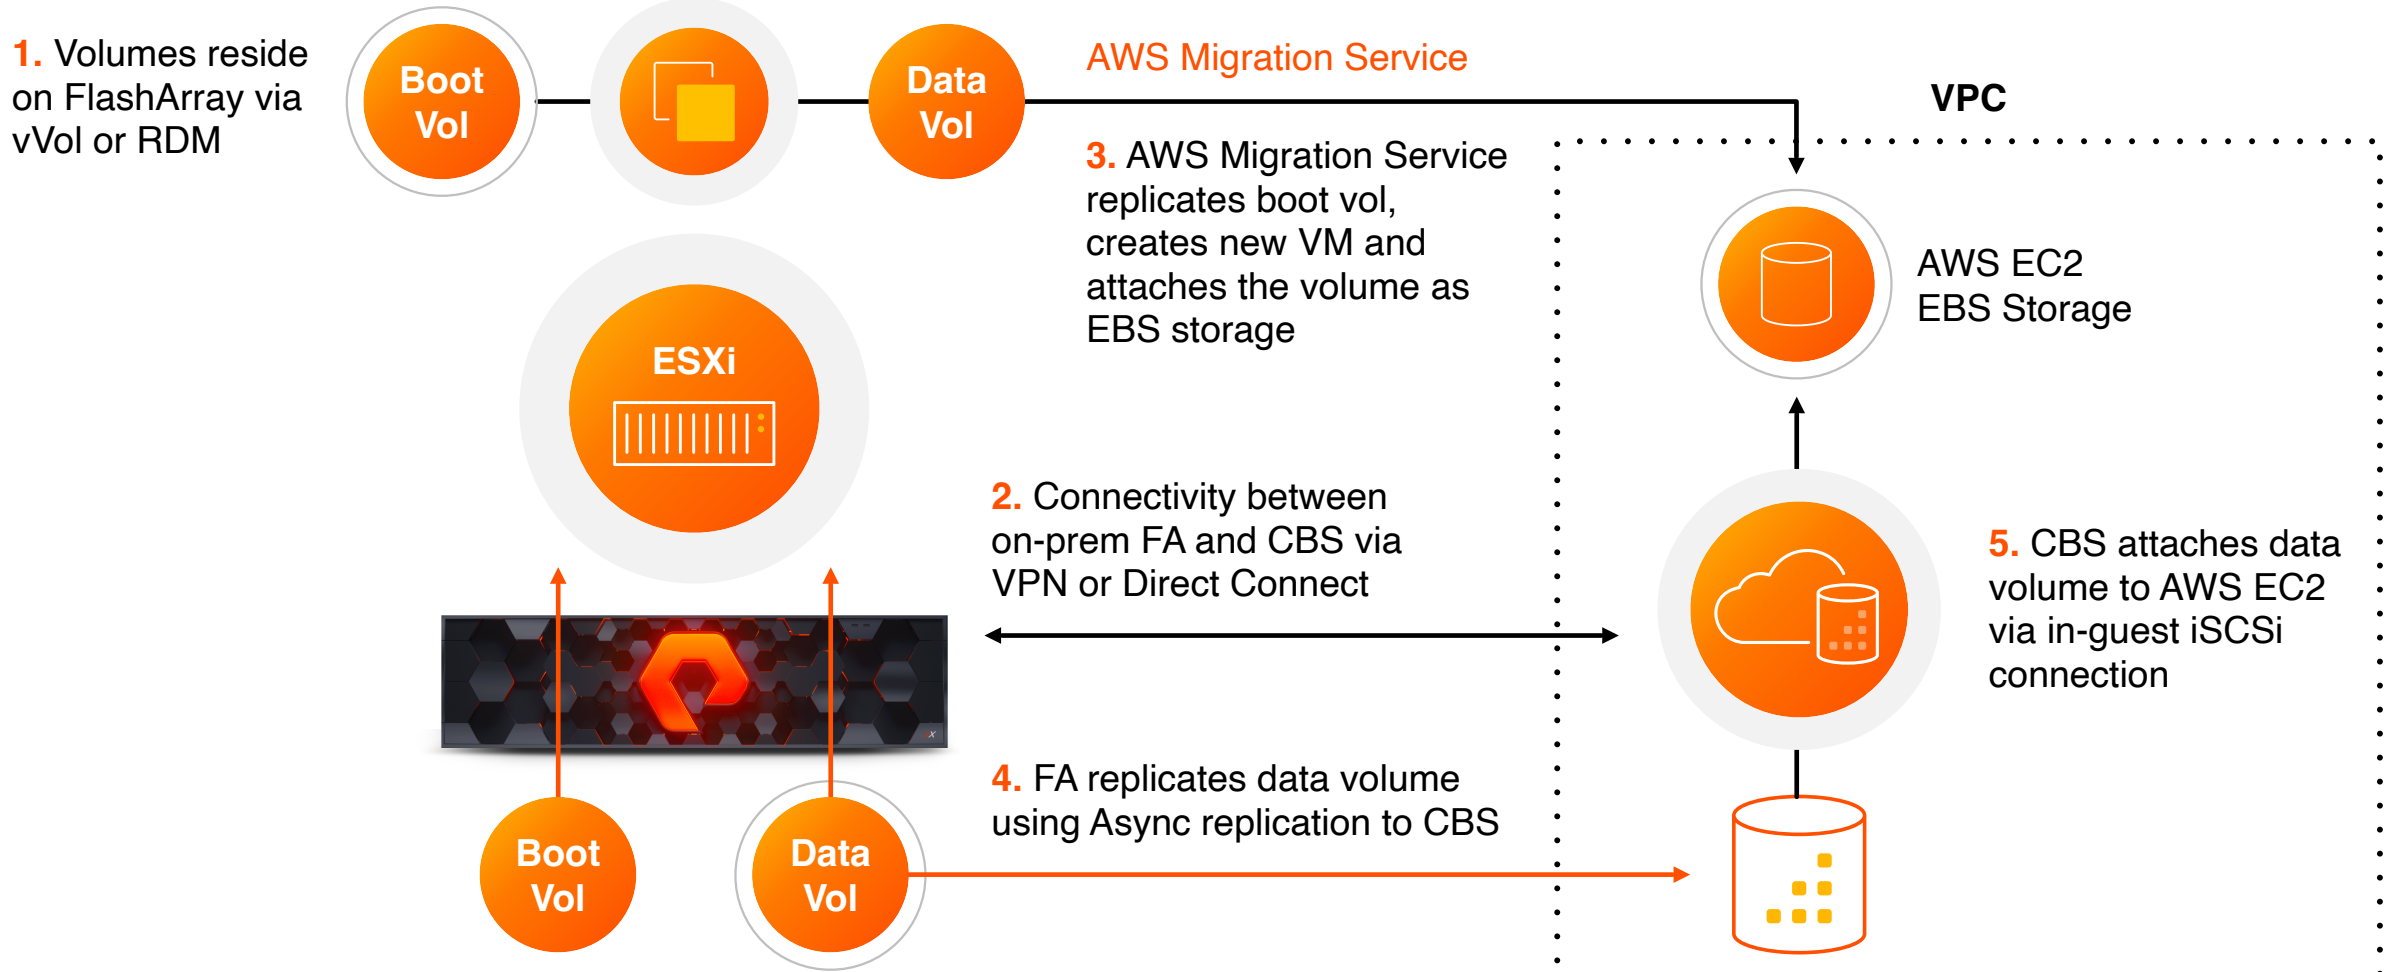 1. Volumes reside
on FlashArray via
vVol or RDM
Boot
Vol
Data
Vol
AWS Migration Service
VPC
3. AWS Migration Service
replicates boot vol,
creates new VM and
attaches the volume as
EBS storage
AWS EC2
EBS Storage
ESXi
2. Connectivity between
on-prem FA and CBS via
VPN or Direct Connect
5. CBS attaches data
volume to AWS EC2
via in-guest iSCSi
connection
4. FA replicates data volume
using Async replication to CBS
Boot
Vol
Data
Vol